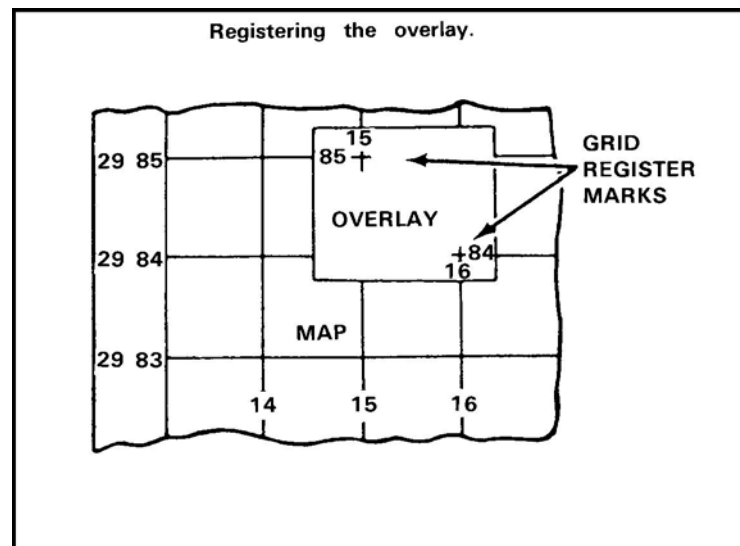 Registering the overlay.
15
29 85
85
GRID
REGISTER
MARKS
OVERLAY
29 84
84
16
MAP
29 83
14
15
16